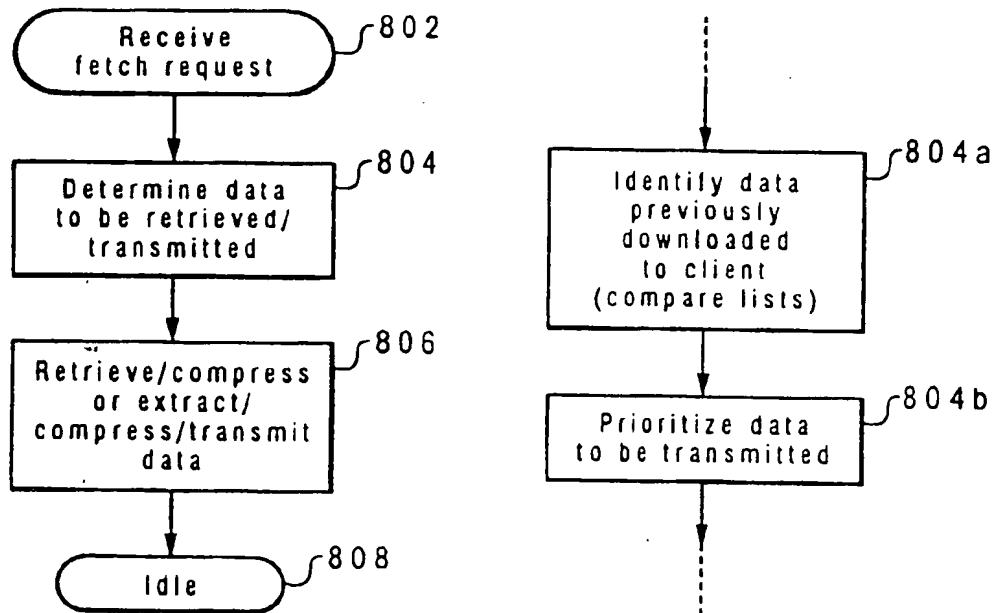 Receive
fetch request
802
Determine data
to be retrieved/
transmitted
804
Retrieve/compress
or extract/
compress/transmit
data
806
Idle
808
Identify data
previously
downloaded
to client
(compare lists)
804a
Prioritize data
to be transmitted
804b